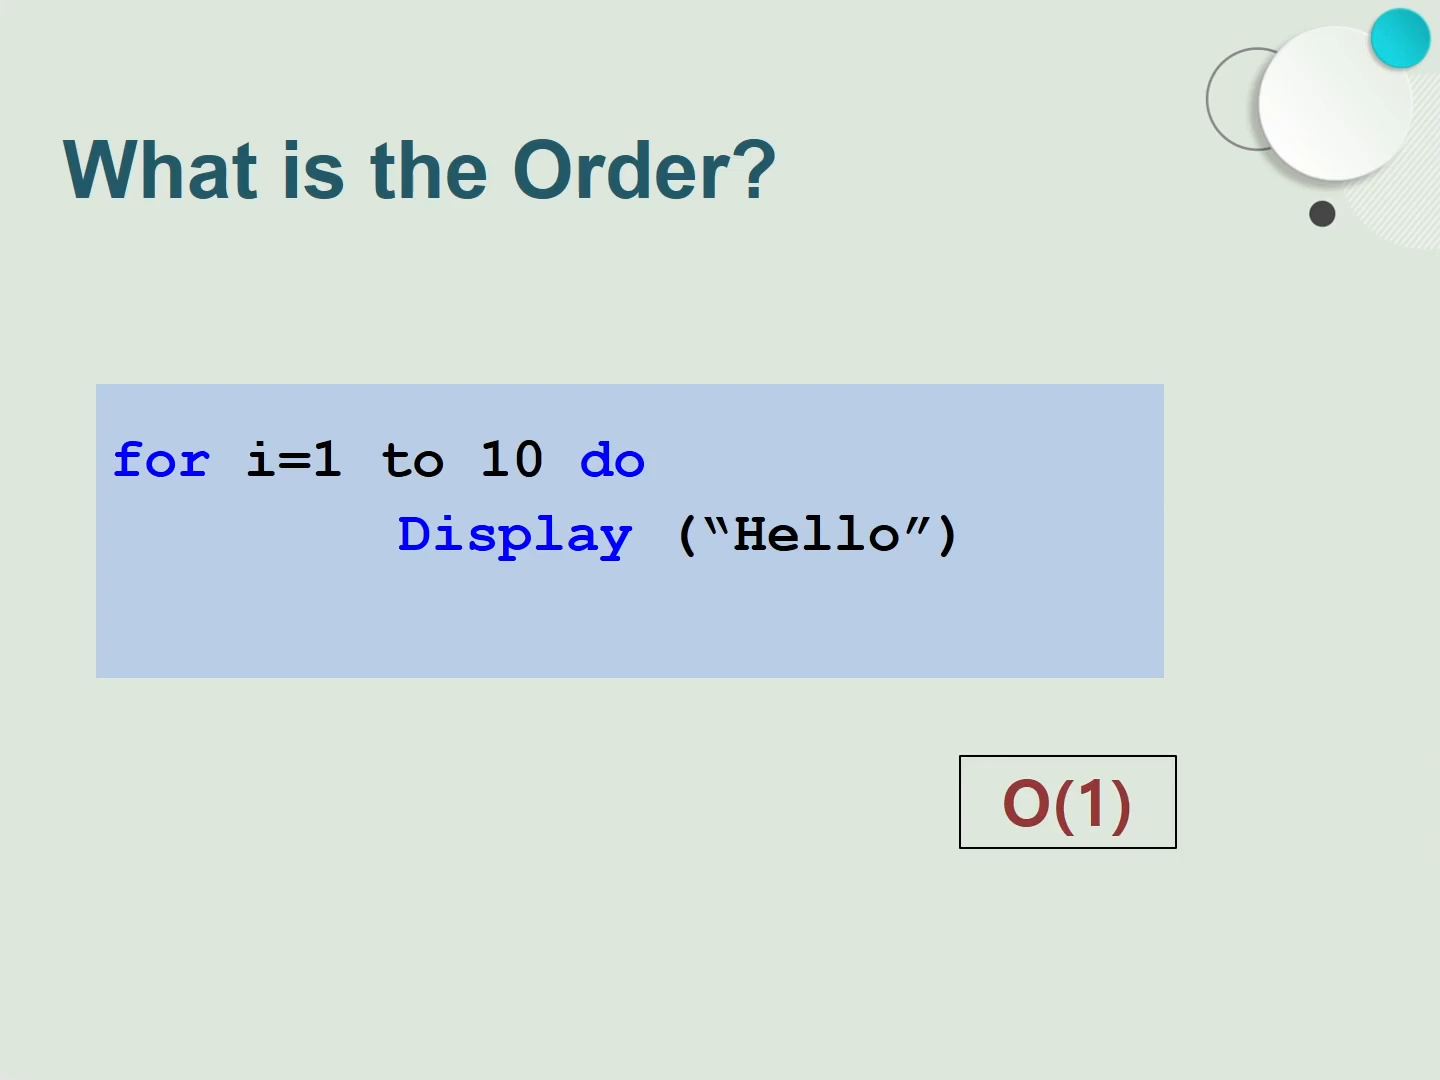 What is the Order?
for i=1 to 10 do
Display (“Hello”)
O(1)